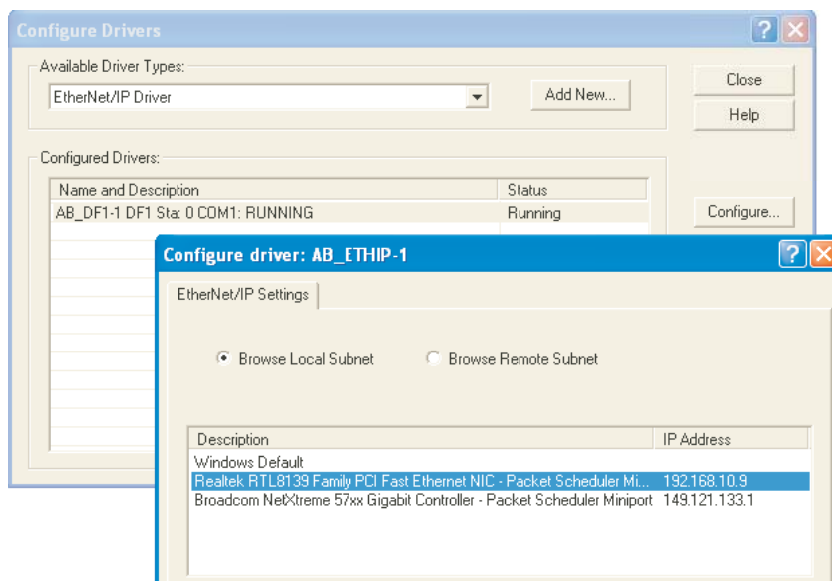 Configure Drivers
Available Driver Types:
EtherNet/IP Driver
Add New...
Close
Help
Configured Drivers:
Name and Description Status
AB_DF1-1 DF1 Sta: 0 COM1: RUNNING Running
Configure...
Configure driver: AB_ETHIP-1
EtherNet/IP Settings
Browse Local Subnet Browse Remote Subnet
Description IP Address
Windows Default
Realtek RTL8139 Family PCI Fast Ethernet NIC - Packet Scheduler Mi... 192.168.10.9
Broadcom NetXtreme 57xx Gigabit Controller - Packet Scheduler Miniport 149.121.133.1